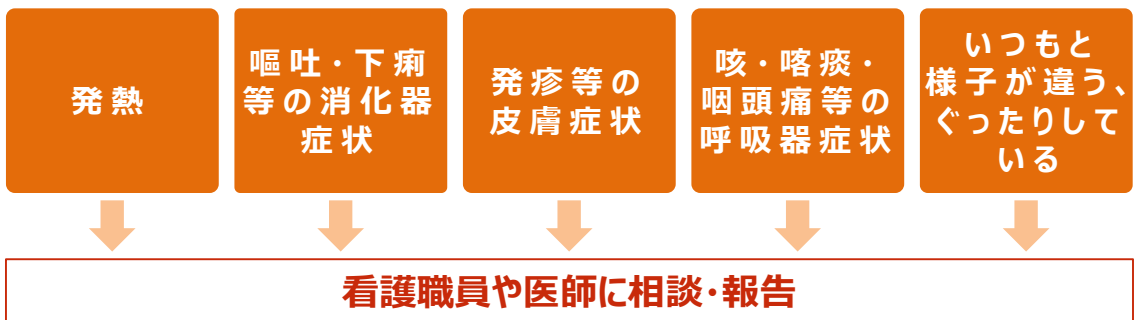 発熱
嘔吐・下痢
等の消化器
症状
発疹等の
皮膚症状
咳・喀痰・
咽頭痛等の
呼吸器症状
いつもと
様子が違う、
ぐったりして
いる
看護職員や医師に相談・報告